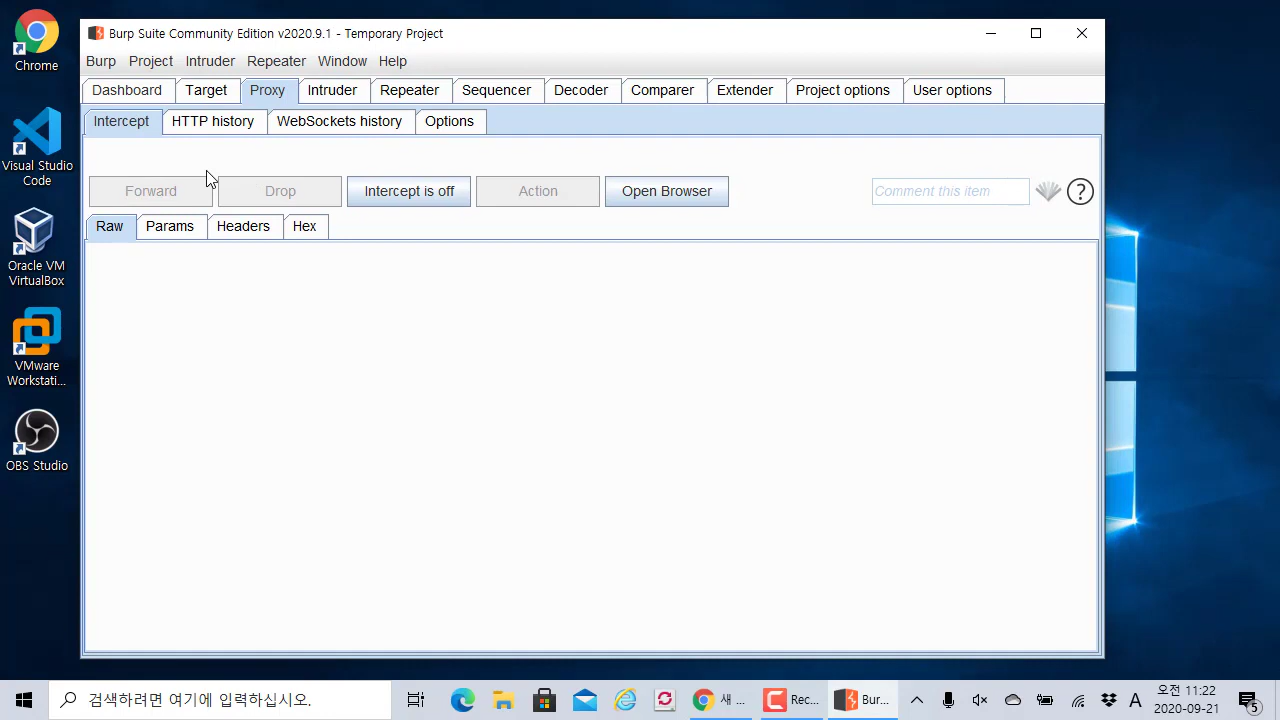 Chrome
Visual Studio
Code
Oracle VM
VirtualBox
VMware
Workstati...
OBS Studio
Burp Suite Community Edition v2020.9.1 - Temporary Project
Burp Project Intruder Repeater Window Help
Dashboard Target Proxy Intruder Repeater Sequencer Decoder Comparer Extender Project options User options
Intercept HTTP history WebSockets history Options
Forward Drop Intercept is off Action Open Browser Comment this item ?
Raw Params Headers Hex
검색하려면 여기에 입력하십시오.
새 ...
Rec...
Bur...
A
오전 11:22
2020-09-21
5